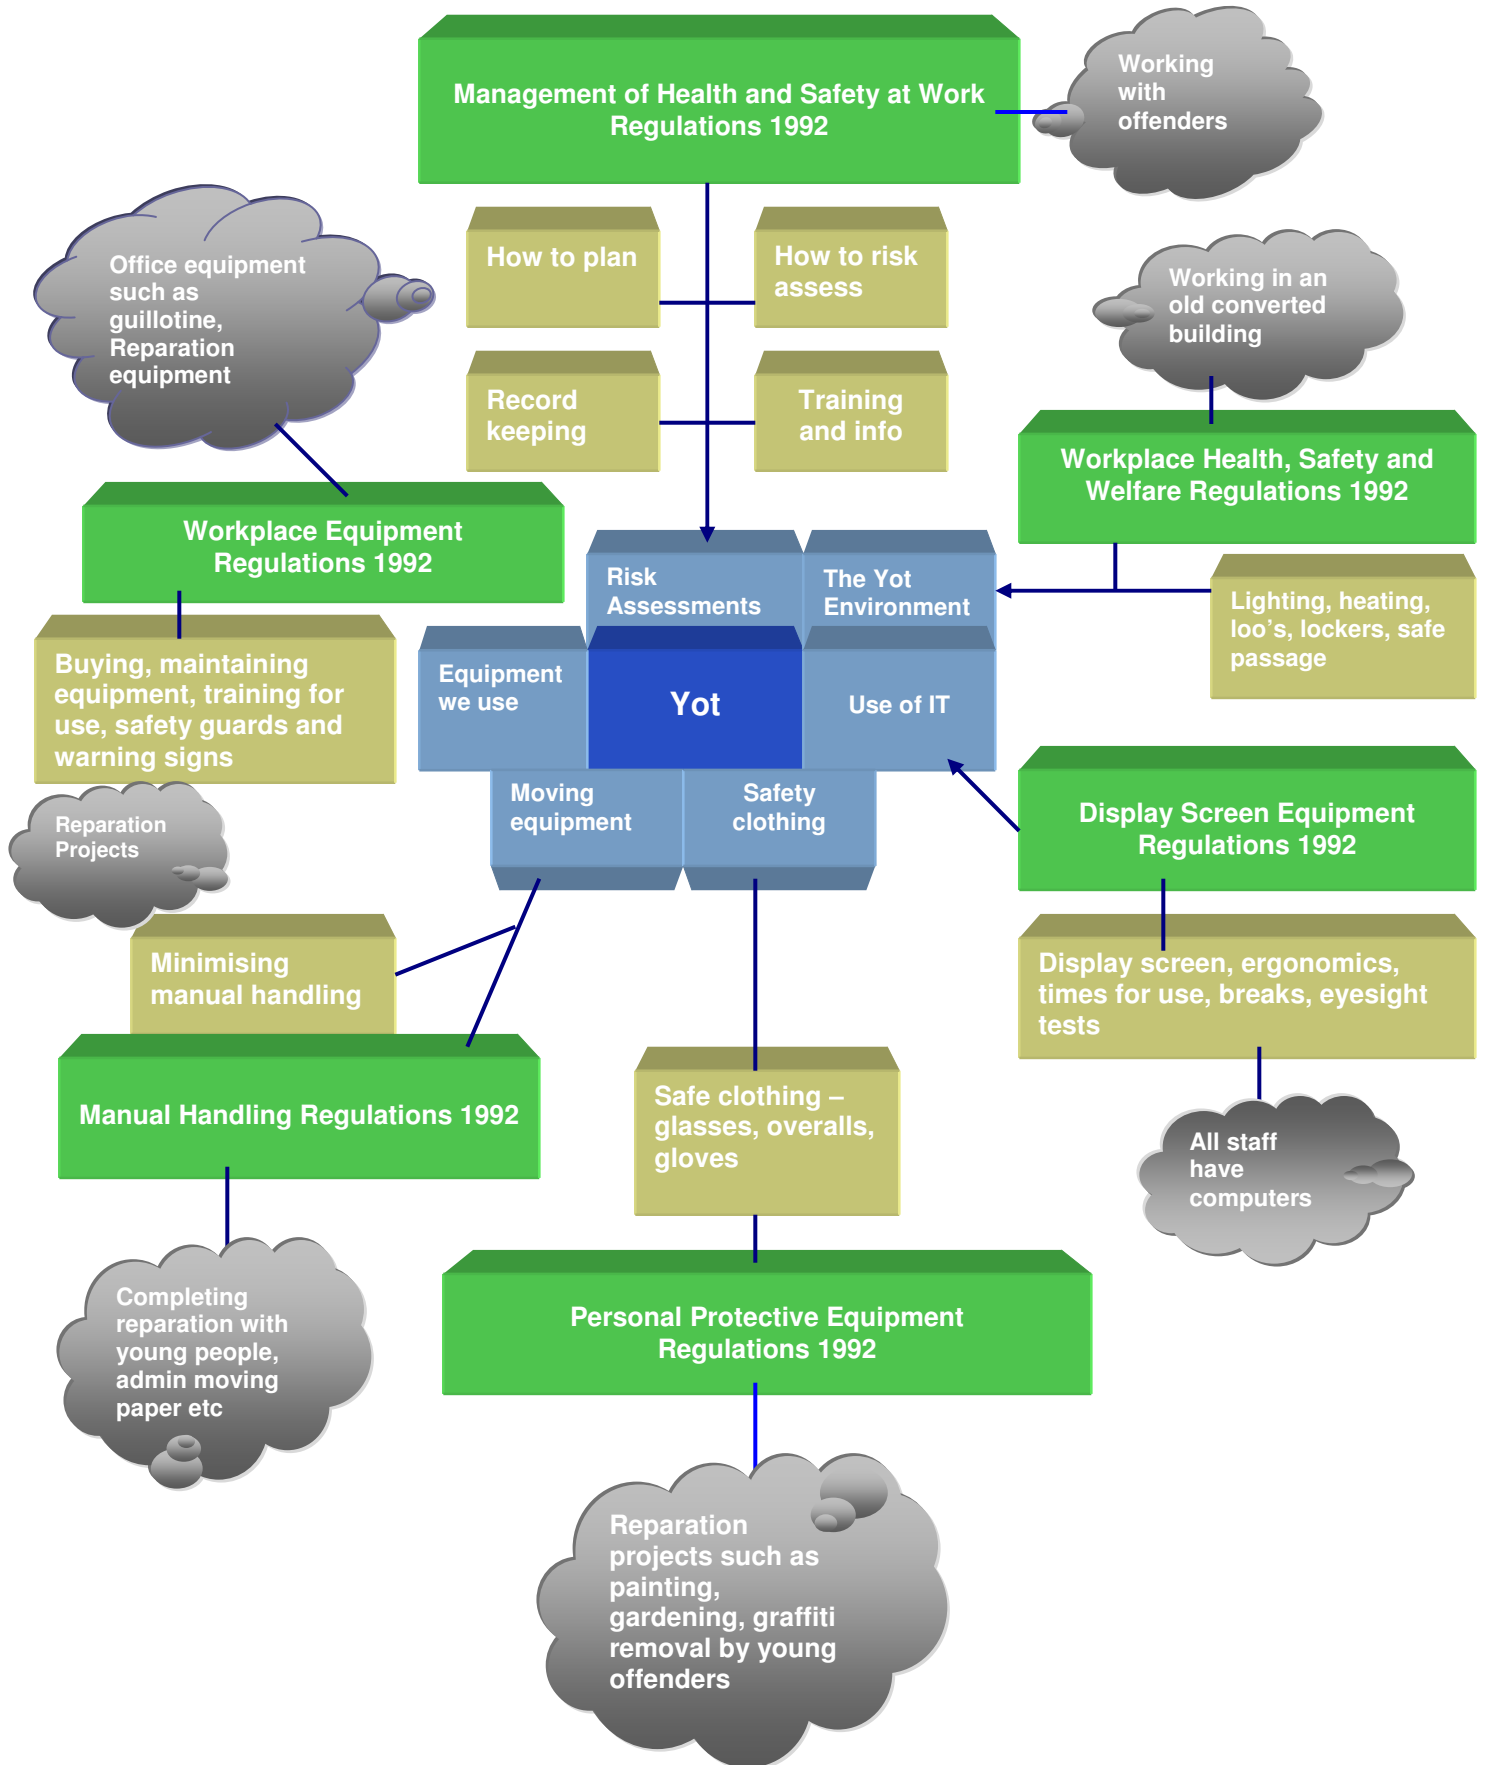 Management of Health and Safety at Work
Regulations 1992
Working
with
offenders
How to plan
How to risk
assess
Record
keeping
Training
and info
Office equipment
such as
guillotine,
Reparation
equipment
Working in an
old converted
building
Workplace Health, Safety and
Welfare Regulations 1992
Workplace Equipment
Regulations 1992
Lighting, heating,
loo's, lockers, safe
passage
Risk
Assessments
The Yot
Environment
Equipment
we use
Yot
Use of IT
Moving
equipment
Safety
clothing
Buying, maintaining
equipment, training for
use, safety guards and
warning signs
Reparation
Projects
Display Screen Equipment
Regulations 1992
Minimising
manual handling
Display screen, ergonomics,
times for use, breaks, eyesight
tests
Manual Handling Regulations 1992
Safe clothing –
glasses, overalls,
gloves
All staff
have
computers
Completing
reparation with
young people,
admin moving
paper etc
Personal Protective Equipment
Regulations 1992
Reparation
projects such as
painting,
gardening, graffiti
removal by young
offenders